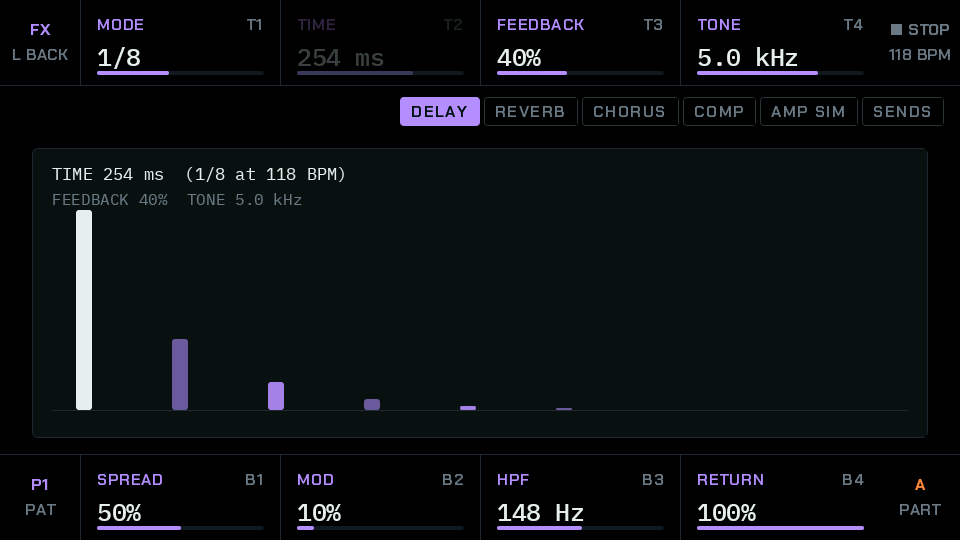 FX
L BACK
MODE T1
1/8
TIME T2
254 ms
FEEDBACK T3
40%
TONE T4
5.0 kHz
STOP
118 BPM
DELAY REVERB CHORUS COMP AMP SIM SENDS
TIME 254 ms (1/8 at 118 BPM)
FEEDBACK 40% TONE 5.0 kHz
P1
PAT
SPREAD B1
50%
MOD B2
10%
HPF B3
148 Hz
RETURN B4
100%
A
PART